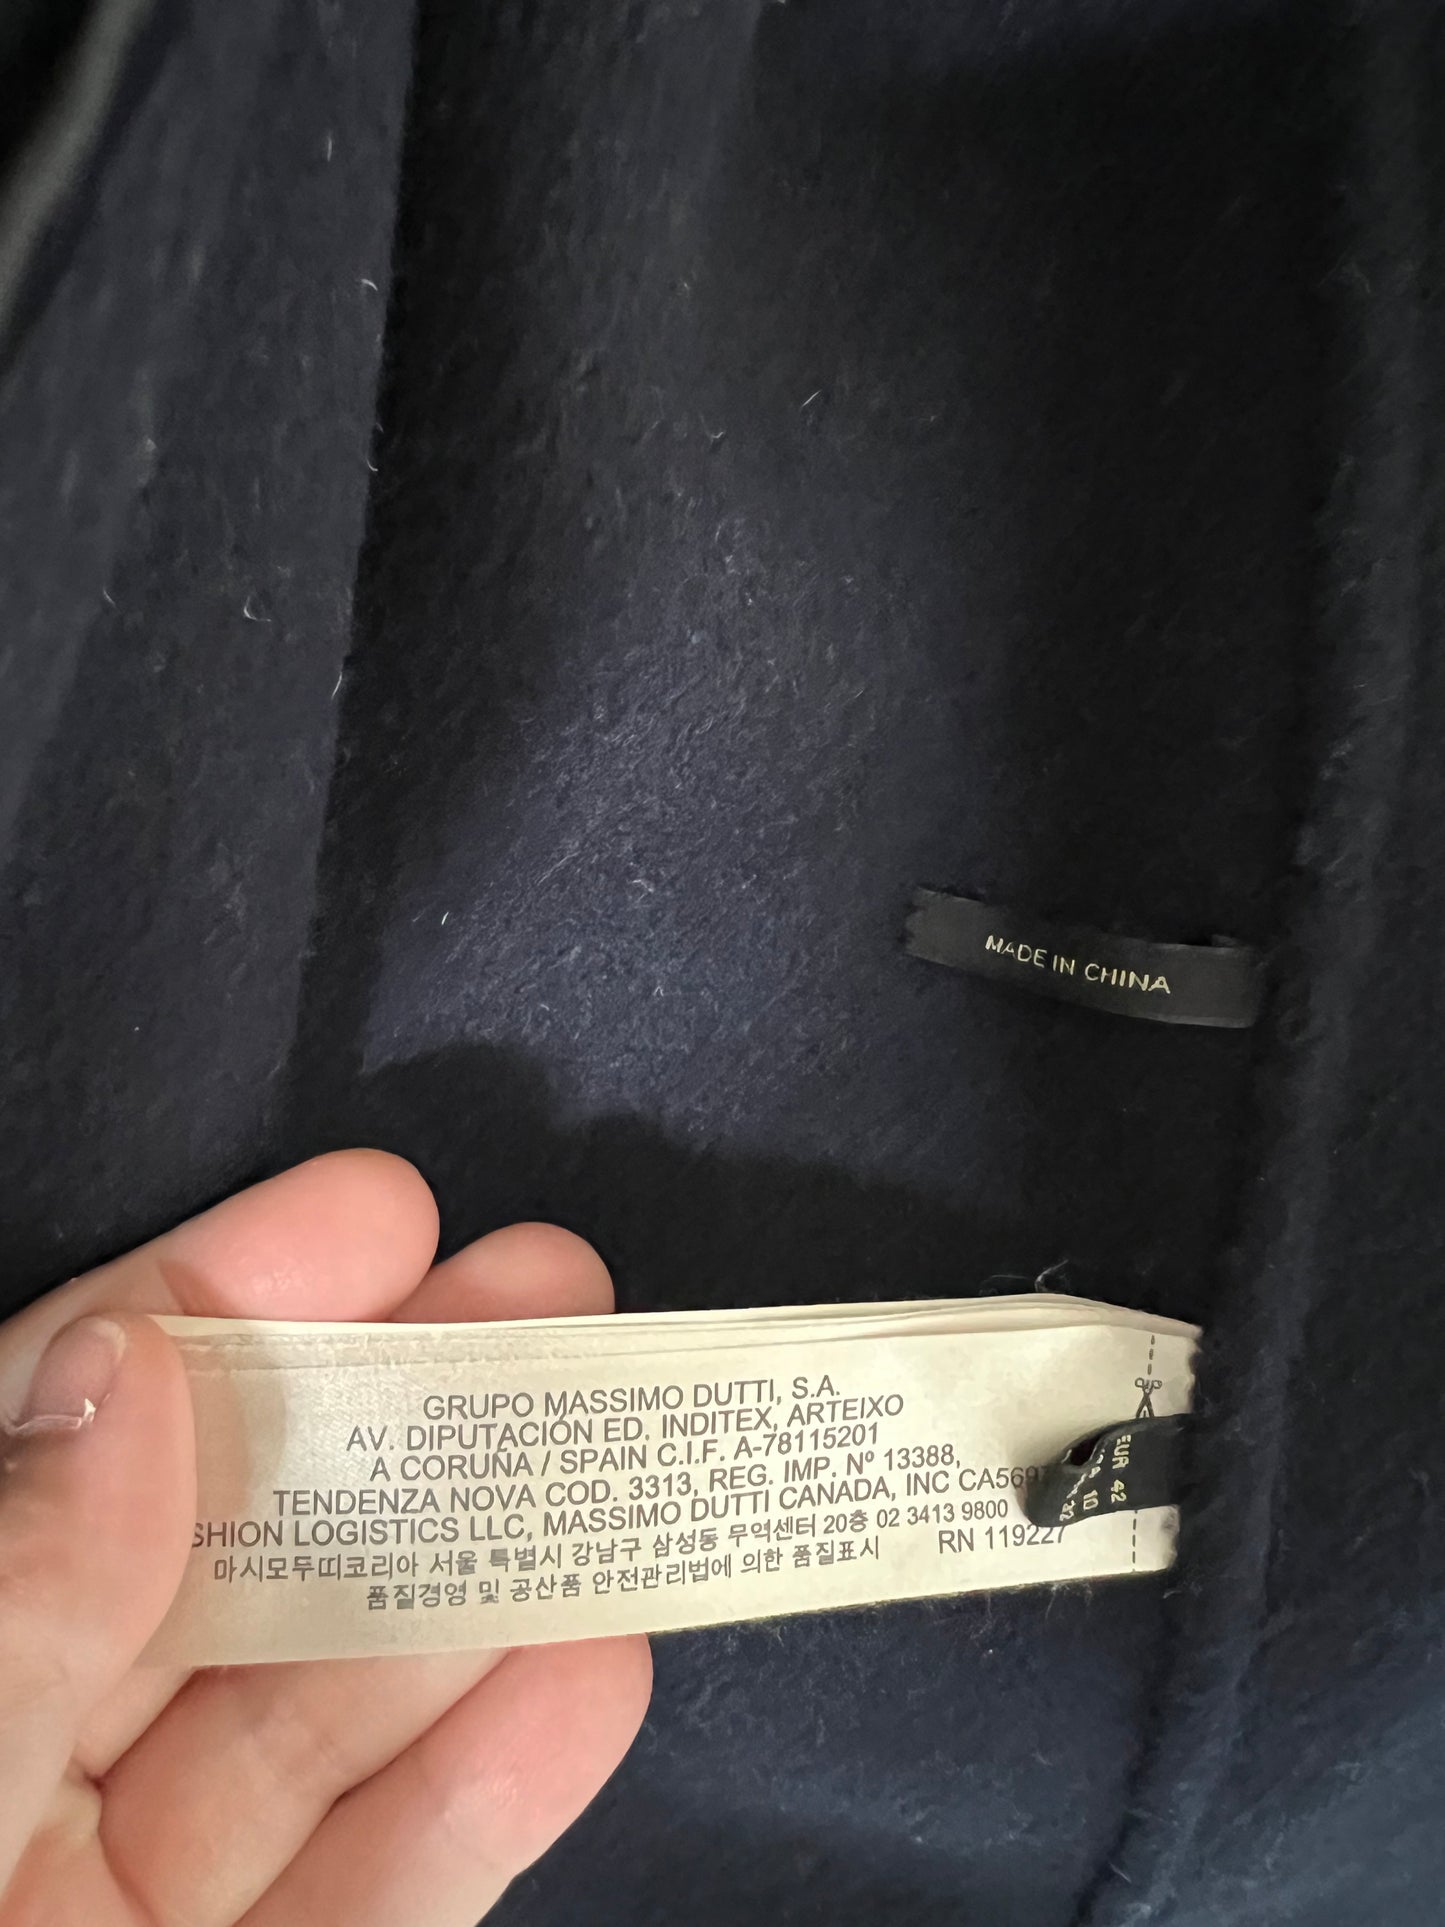 MADE IN CHINA
GRUPO MASSIMO DUTTI, S.A.
AV. DIPUTACIÓN ED. INDITEX, ARTEIXO
A CORUÑA / SPAIN C.I.F. A-78115201
TENDENZA NOVA COD. 3313, REG. IMP. Nº 13388,
SHION LOGISTICS LLC, MASSIMO DUTTI CANADA, INC CA569
마시모두띠코리아 서울 특별시 강남구 삼성동 무역센터 20층 02 3413 9800
RN 119227
품질경영 및 공산품 안전관리법에 의한 품질표시
EUR 42
10
32